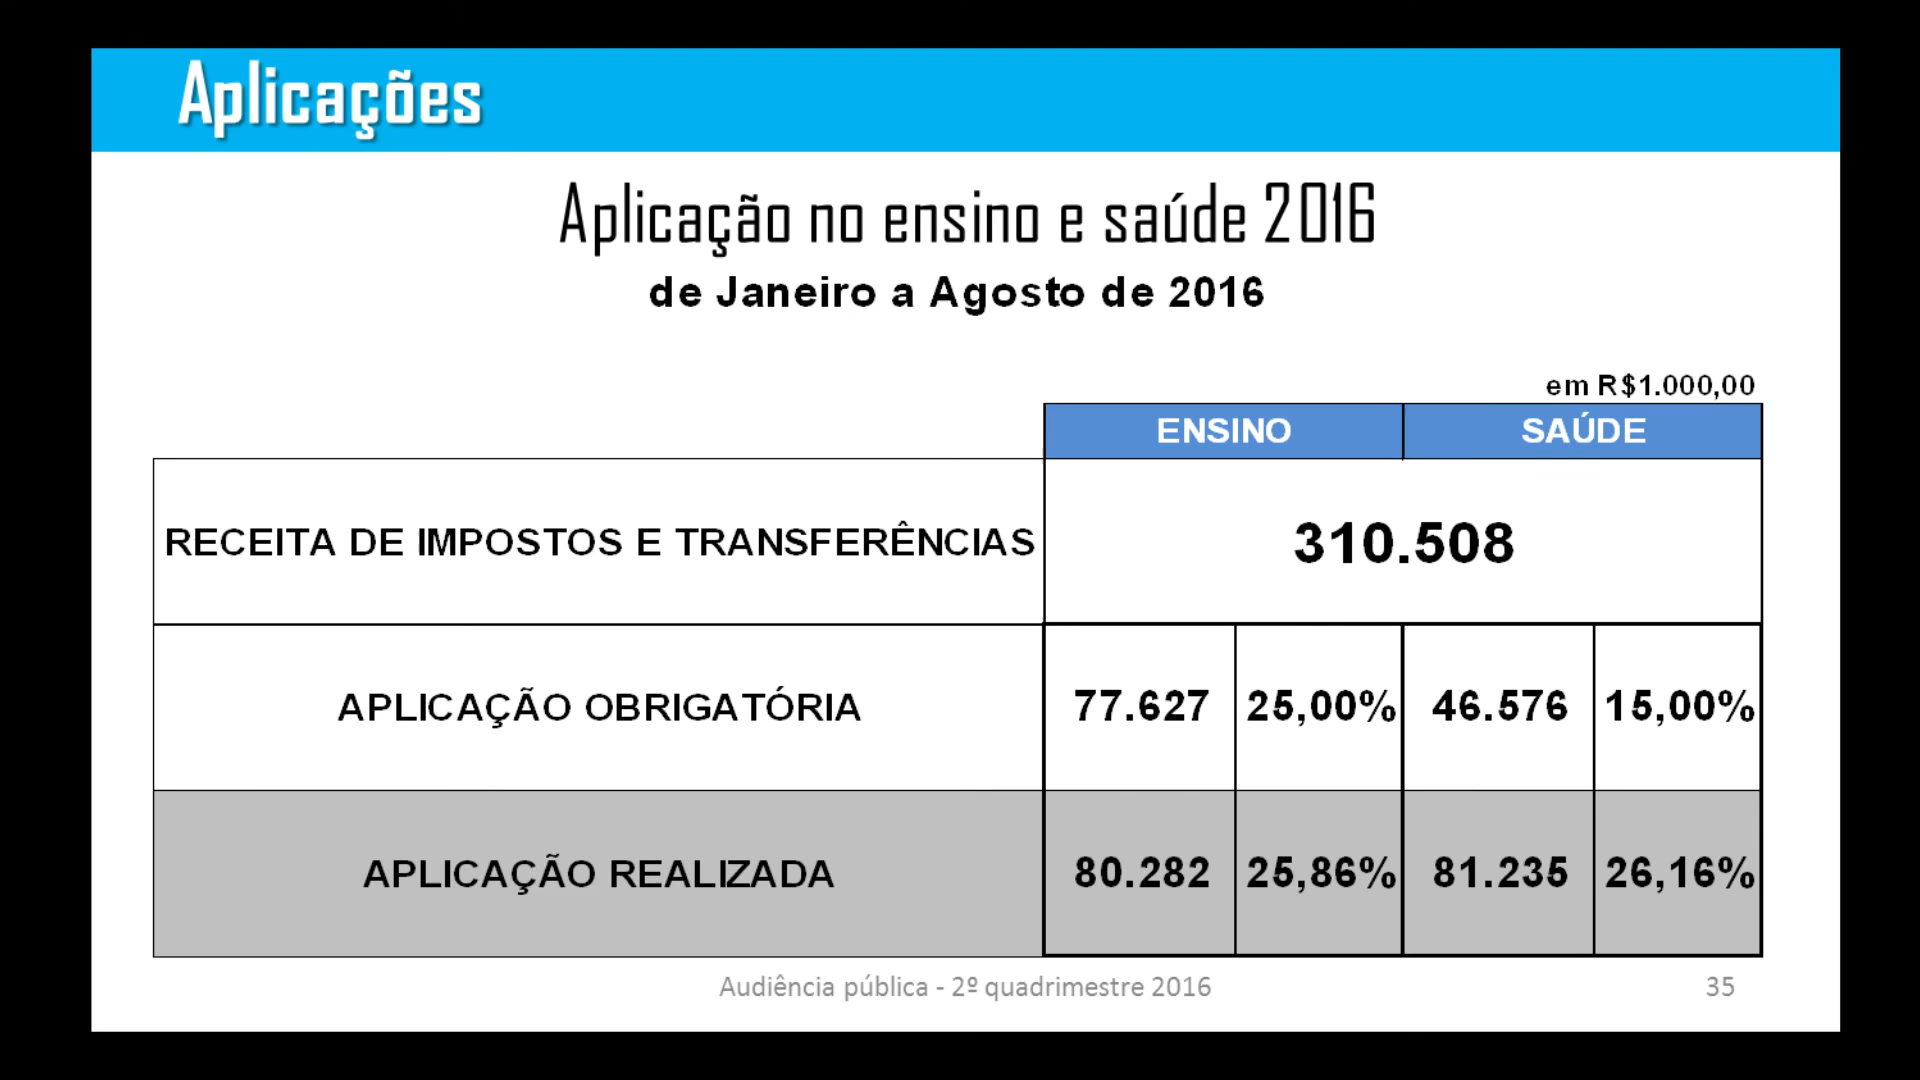 Aplicações
Aplicação no ensino e saúde 2016
de Janeiro a Agosto de 2016
em R$1.000,00
ENSINO SAÚDE
RECEITA DE IMPOSTOS E TRANSFERÊNCIAS 310.508
APLICAÇÃO OBRIGATÓRIA 77.627 25,00% 46.576 15,00%
APLICAÇÃO REALIZADA 80.282 25,86% 81.235 26,16%
Audiência pública - 2º quadrimestre 2016 35